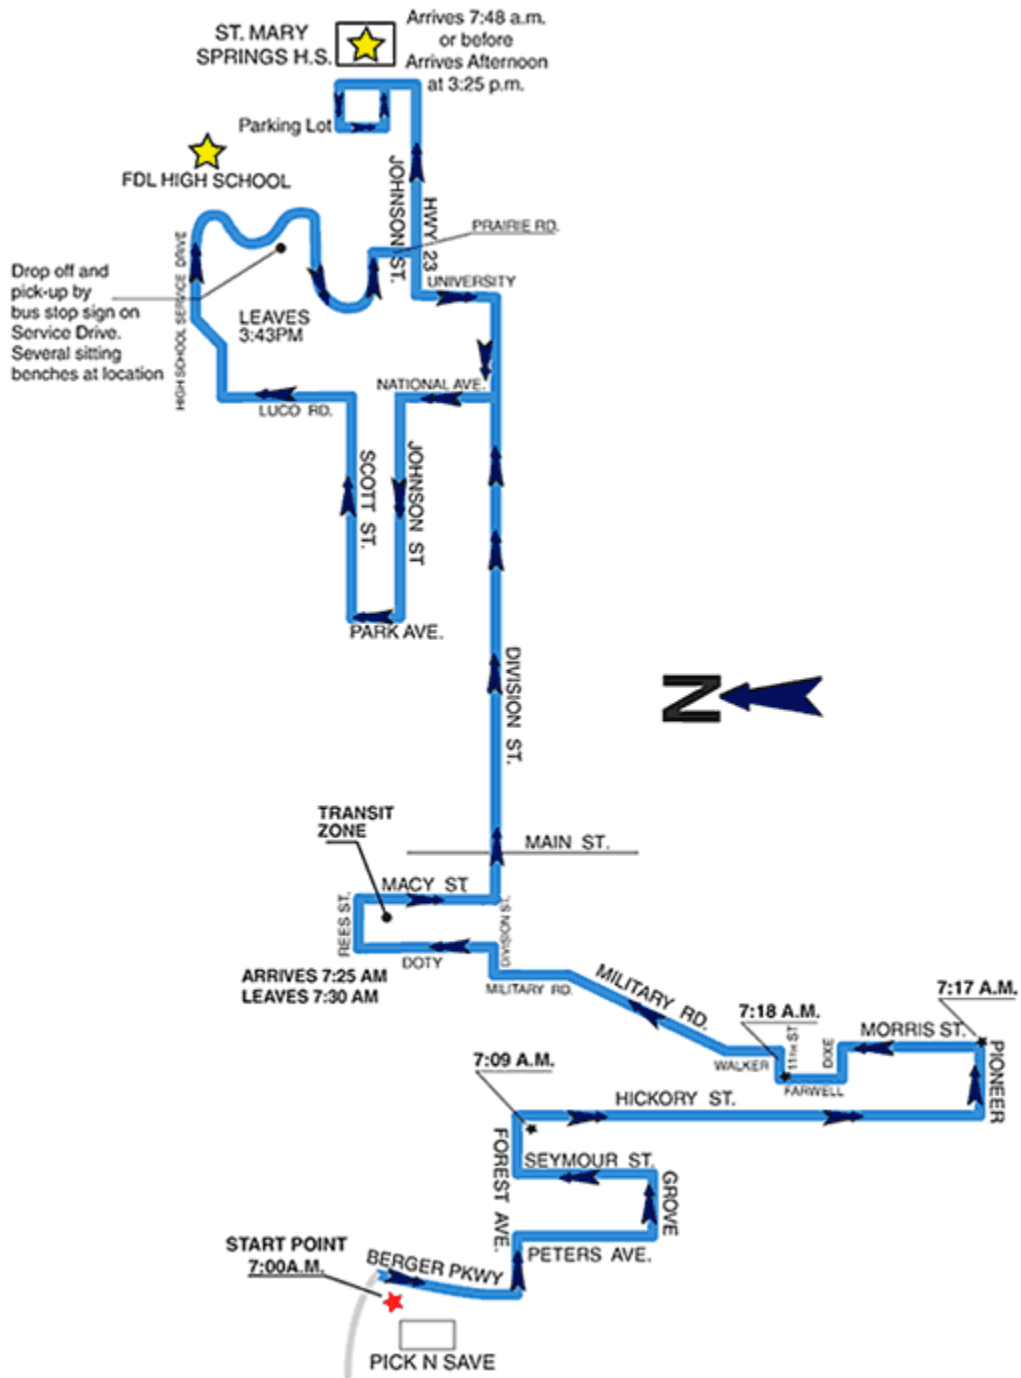 ST. MARY
SPRINGS H.S.
Arrives 7:48 a.m.
or before
Arrives Afternoon
at 3:25 p.m.
Parking Lot
FDL HIGH SCHOOL
JOHNSON ST.
HWY 23
PRAIRIE RD.
UNIVERSITY
HIGH SCHOOL SERVICE DRIVE
Drop off and
pick-up by
bus stop sign on
Service Drive.
Several sitting
benches at location
LEAVES
3:43PM
NATIONAL AVE.
LUCO RD.
SCOTT ST.
JOHNSON ST
PARK AVE.
DIVISION ST.
N
TRANSIT
ZONE
MAIN ST.
MACY ST.
REES ST.
DIVISION ST.
DOTY
ARRIVES 7:25 AM
LEAVES 7:30 AM
MILITARY RD.
MILITARY RD.
7:17 A.M.
7:18 A.M.
MORRIS ST.
PIONEER
11TH ST
DIXE
WALKER
FARWELL
7:09 A.M.
HICKORY ST.
FOREST AVE.
SEYMOUR ST.
GROVE
PETERS AVE.
START POINT
7:00A.M.
BERGER PKWY
PICK N SAVE